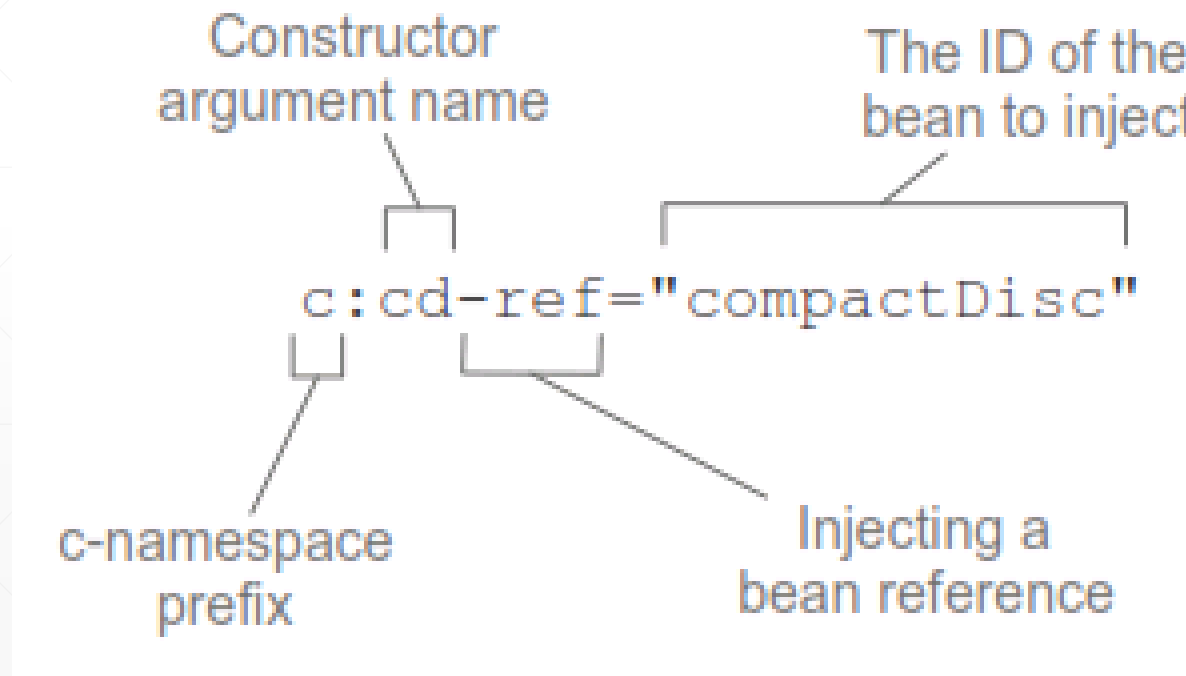 Constructor
argument name
The ID of the
bean to inject
c:cd-ref="compactDisc"
c-namespace
prefix
Injecting a
bean reference